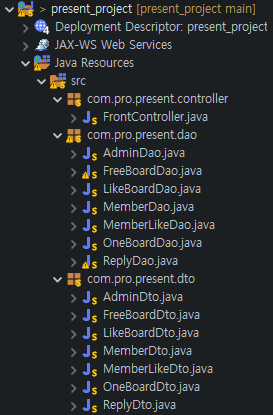 > present_project [present_project main]
Deployment Descriptor: present_project
JAX-WS Web Services
Java Resources
src
com.pro.present.controller
FrontController.java
com.pro.present.dao
AdminDao.java
FreeBoardDao.java
LikeBoardDao.java
MemberDao.java
MemberLikeDao.java
OneBoardDao.java
ReplyDao.java
com.pro.present.dto
AdminDto.java
FreeBoardDto.java
LikeBoardDto.java
MemberDto.java
MemberLikeDto.java
OneBoardDto.java
ReplyDto.java